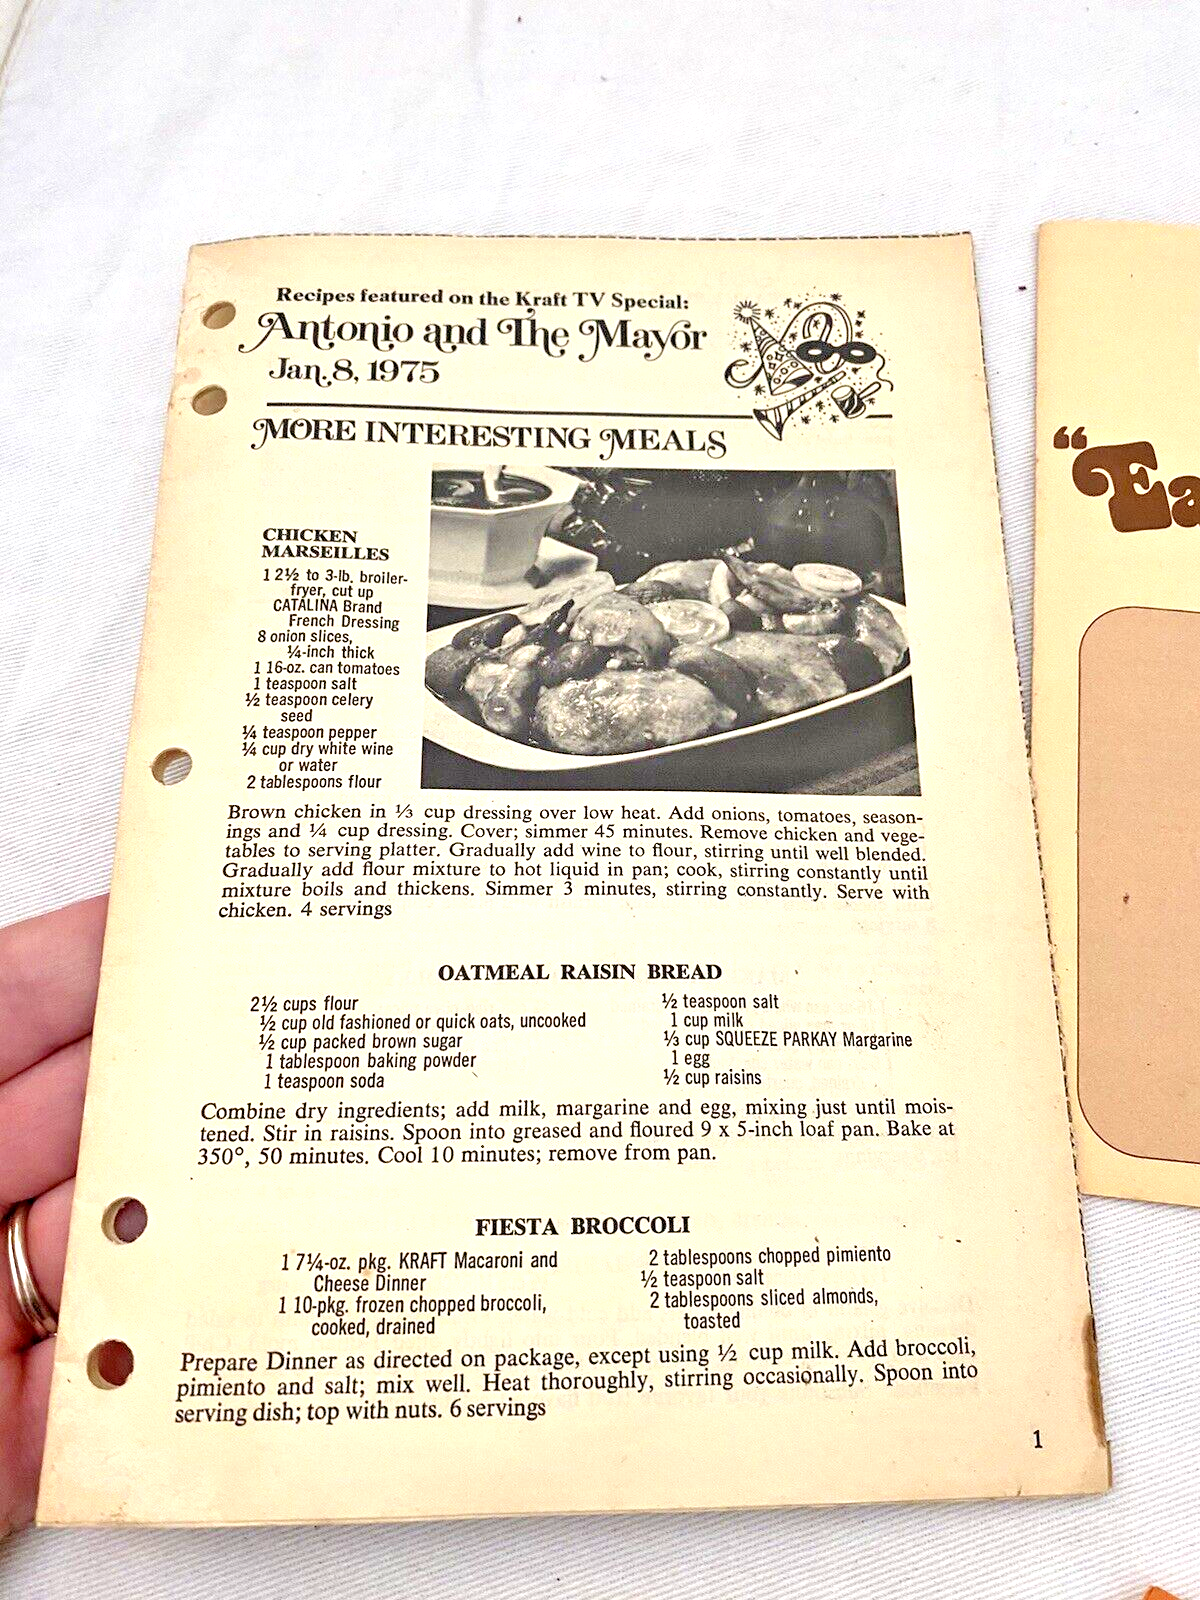 Recipes featured on the Kraft TV Special:
Antonio and The Mayor
Jan. 8, 1975
MORE INTERESTING MEALS
CHICKEN
MARSEILLES
1 2½ to 3-lb. broiler-
fryer, cut up
CATALINA Brand
French Dressing
8 onion slices,
¼-inch thick
1 16-oz. can tomatoes
1 teaspoon salt
½ teaspoon celery
seed
¼ teaspoon pepper
¼ cup dry white wine
or water
2 tablespoons flour
Brown chicken in ⅓ cup dressing over low heat. Add onions, tomatoes, season-
ings and ¼ cup dressing. Cover; simmer 45 minutes. Remove chicken and vege-
tables to serving platter. Gradually add wine to flour, stirring until well blended.
Gradually add flour mixture to hot liquid in pan; cook, stirring constantly until
mixture boils and thickens. Simmer 3 minutes, stirring constantly. Serve with
chicken. 4 servings
OATMEAL RAISIN BREAD
2½ cups flour
½ cup old fashioned or quick oats, uncooked
½ cup packed brown sugar
1 tablespoon baking powder
1 teaspoon soda
½ teaspoon salt
1 cup milk
⅓ cup SQUEEZE PARKAY Margarine
1 egg
½ cup raisins
Combine dry ingredients; add milk, margarine and egg, mixing just until mois-
tened. Stir in raisins. Spoon into greased and floured 9 x 5-inch loaf pan. Bake at
350°, 50 minutes. Cool 10 minutes; remove from pan.
FIESTA BROCCOLI
1 7¼-oz. pkg. KRAFT Macaroni and
Cheese Dinner
1 10-pkg. frozen chopped broccoli,
cooked, drained
2 tablespoons chopped pimiento
½ teaspoon salt
2 tablespoons sliced almonds,
toasted
Prepare Dinner as directed on package, except using ½ cup milk. Add broccoli,
pimiento and salt; mix well. Heat thoroughly, stirring occasionally. Spoon into
serving dish; top with nuts. 6 servings
1
"Ea